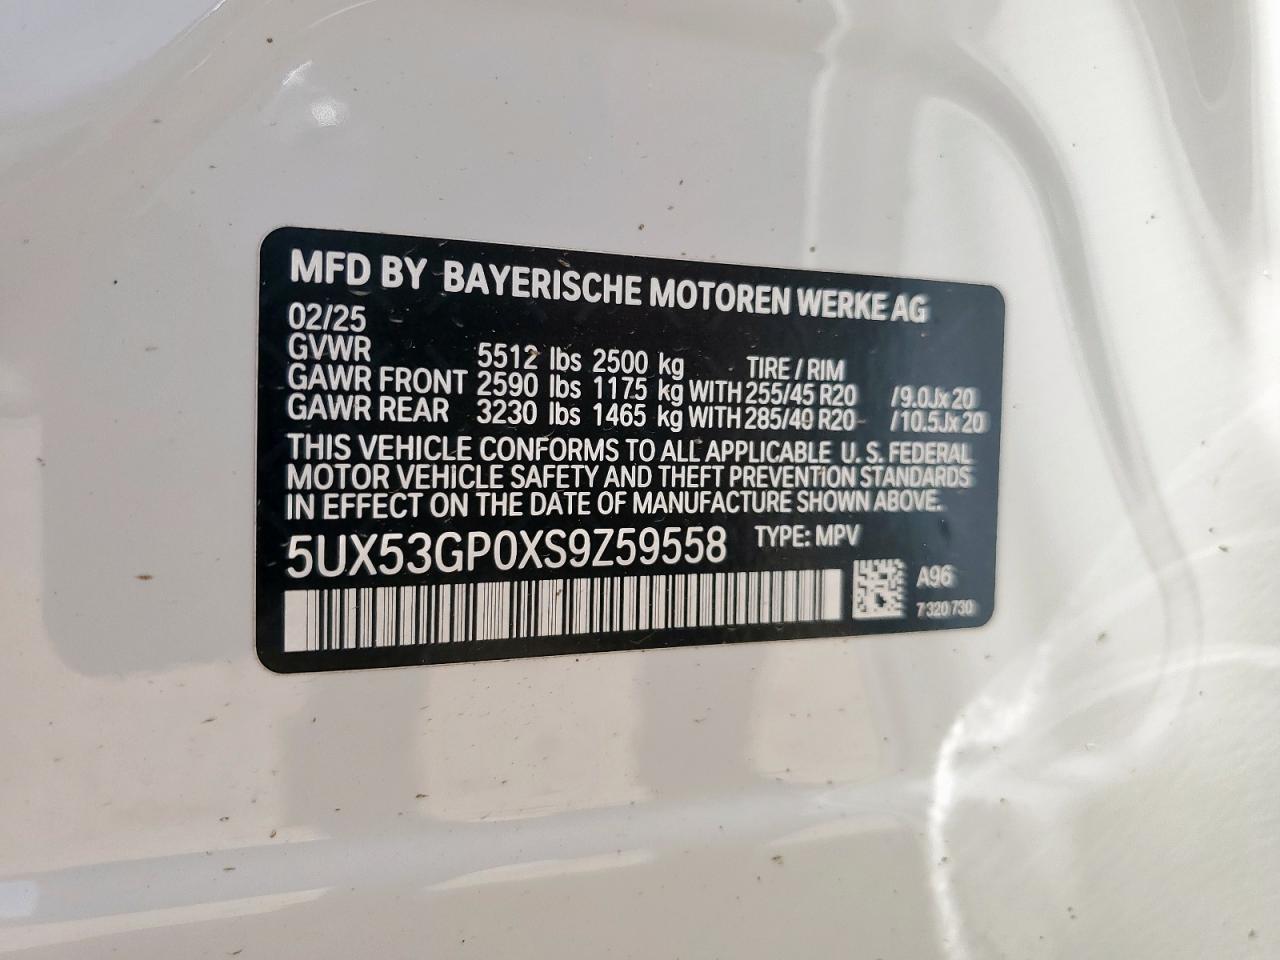 MFD BY BAYERISCHE MOTOREN WERKE AG
02/25
GVWR 5512 lbs 2500 kg TIRE / RIM
GAWR FRONT 2590 lbs 1175 kg WITH 255/45 R20 /9.0Jx20
GAWR REAR 3230 lbs 1465 kg WITH 285/40 R20 /10.5Jx20
THIS VEHICLE CONFORMS TO ALL APPLICABLE U.S. FEDERAL
MOTOR VEHICLE SAFETY AND THEFT PREVENTION STANDARDS
IN EFFECT ON THE DATE OF MANUFACTURE SHOWN ABOVE.
5UX53GP0XS9Z59558 TYPE: MPV
A96
7 320 730